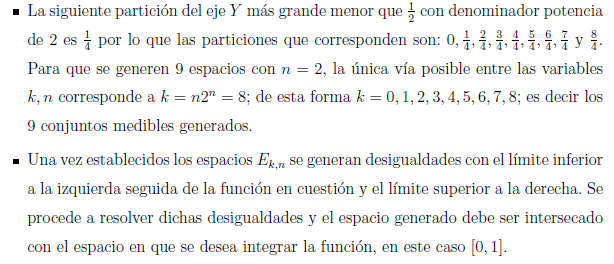 ▪ La siguiente partición del eje Y más grande menor que 1/2 con denominador potencia
de 2 es 1/4 por lo que las particiones que corresponden son: 0, 1/4, 2/4, 3/4, 4/4, 5/4, 6/4, 7/4 y 8/4.
Para que se generen 9 espacios con n = 2, la única vía posible entre las variables
k, n corresponde a k = n2^n = 8; de esta forma k = 0, 1, 2, 3, 4, 5, 6, 7, 8; es decir los
9 conjuntos medibles generados.
▪ Una vez establecidos los espacios E_{k,n} se generan desigualdades con el límite inferior
a la izquierda seguida de la función en cuestión y el límite superior a la derecha. Se
procede a resolver dichas desigualdades y el espacio generado debe ser intersecado
con el espacio en que se desea integrar la función, en este caso [0, 1].